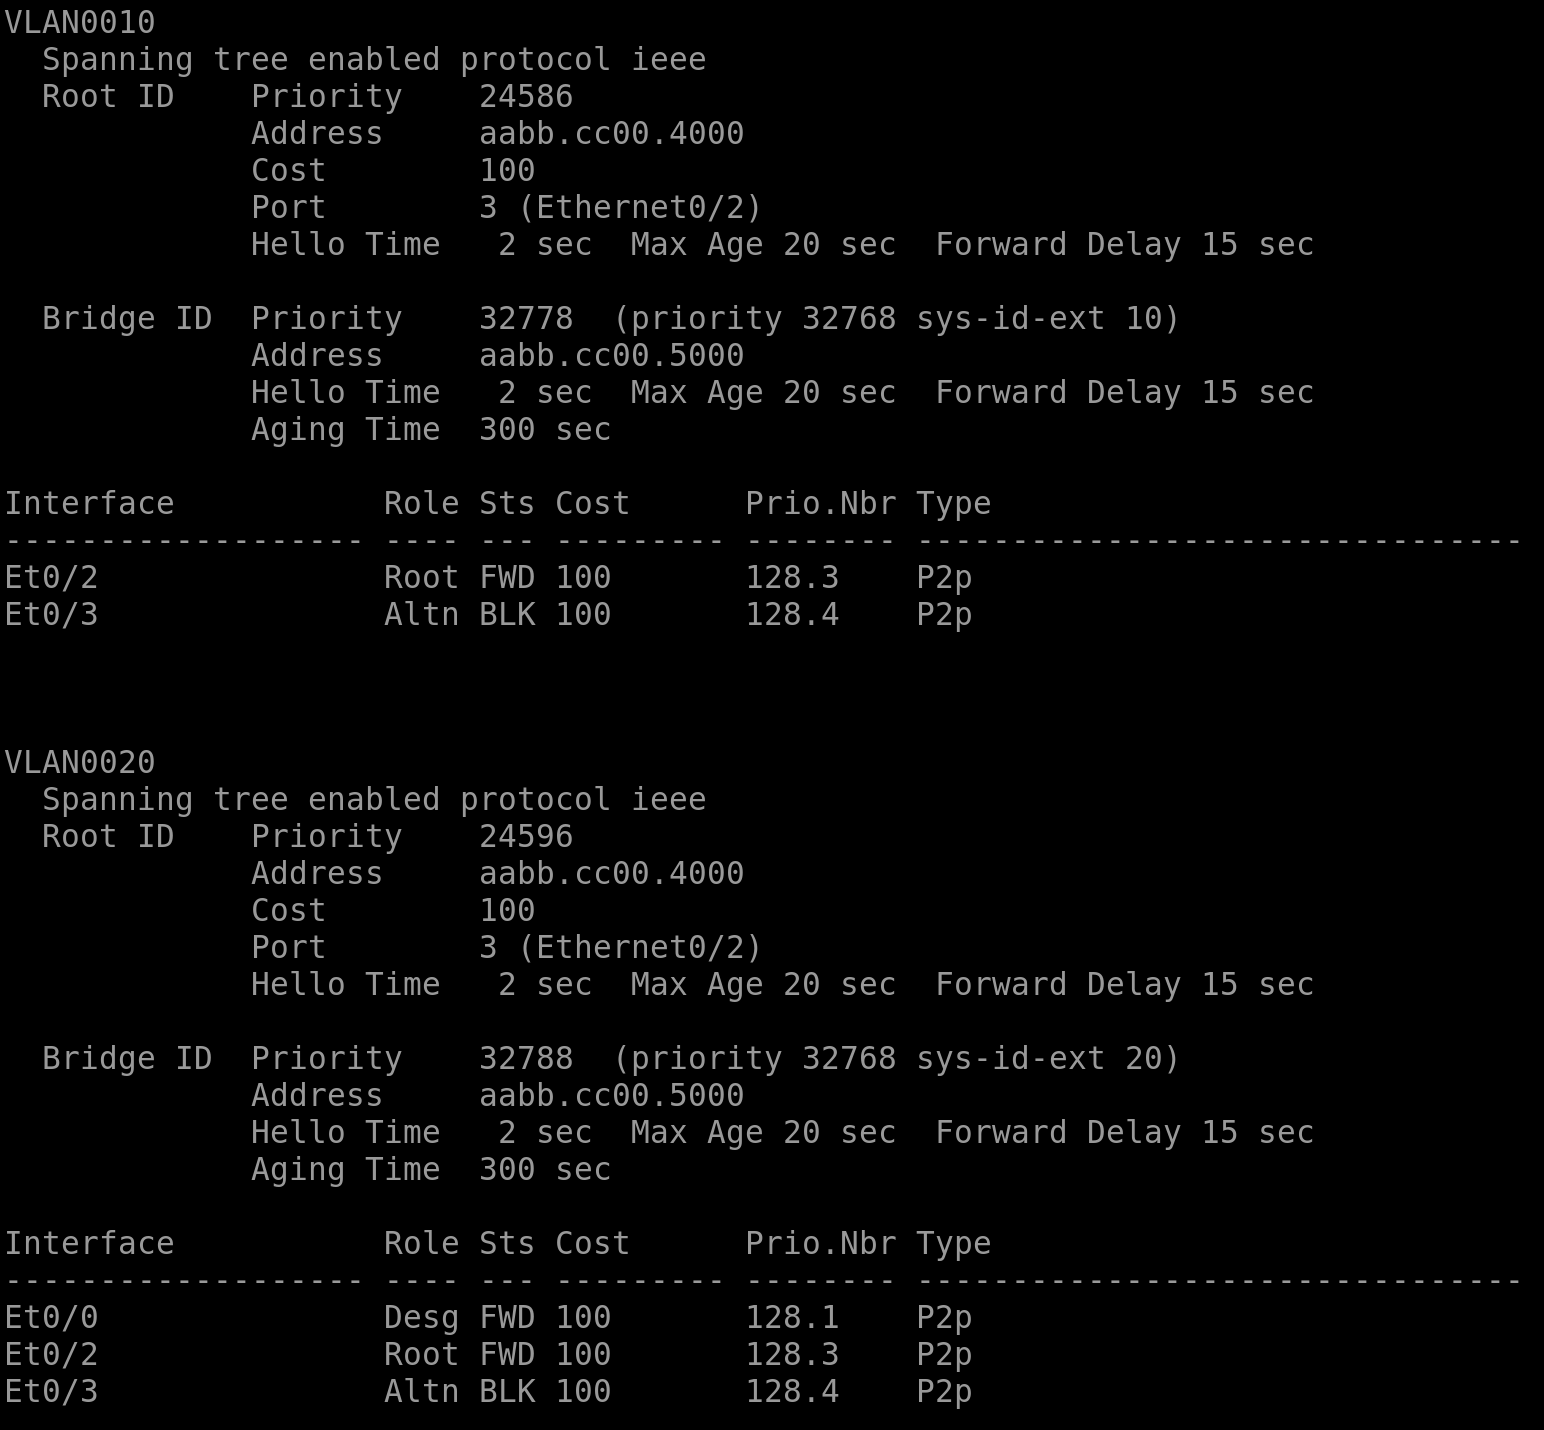 VLAN0010
  Spanning tree enabled protocol ieee
  Root ID    Priority    24586
             Address     aabb.cc00.4000
             Cost        100
             Port        3 (Ethernet0/2)
             Hello Time   2 sec  Max Age 20 sec  Forward Delay 15 sec

  Bridge ID  Priority    32778  (priority 32768 sys-id-ext 10)
             Address     aabb.cc00.5000
             Hello Time   2 sec  Max Age 20 sec  Forward Delay 15 sec
             Aging Time  300 sec

Interface           Role Sts Cost      Prio.Nbr Type
------------------- ---- --- --------- -------- --------------------------------
Et0/2               Root FWD 100       128.3    P2p
Et0/3               Altn BLK 100       128.4    P2p

VLAN0020
  Spanning tree enabled protocol ieee
  Root ID    Priority    24596
             Address     aabb.cc00.4000
             Cost        100
             Port        3 (Ethernet0/2)
             Hello Time   2 sec  Max Age 20 sec  Forward Delay 15 sec

  Bridge ID  Priority    32788  (priority 32768 sys-id-ext 20)
             Address     aabb.cc00.5000
             Hello Time   2 sec  Max Age 20 sec  Forward Delay 15 sec
             Aging Time  300 sec

Interface           Role Sts Cost      Prio.Nbr Type
------------------- ---- --- --------- -------- --------------------------------
Et0/0               Desg FWD 100       128.1    P2p
Et0/2               Root FWD 100       128.3    P2p
Et0/3               Altn BLK 100       128.4    P2p